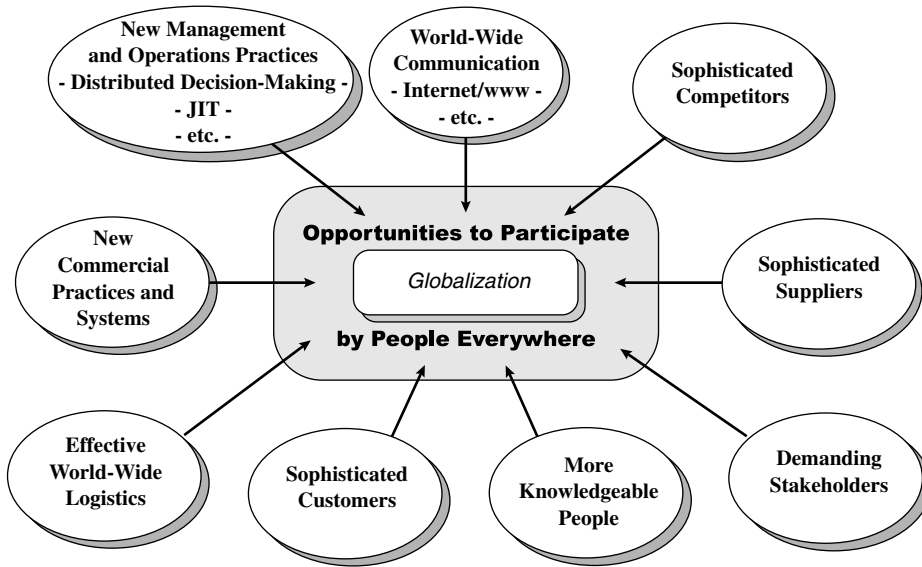 New Management
and Operations Practices
- Distributed Decision-Making -
- JIT -
- etc. -
World-Wide
Communication
- Internet/www -
- etc. -
Sophisticated
Competitors
Opportunities to Participate
Globalization
by People Everywhere
New
Commercial
Practices and
Systems
Sophisticated
Suppliers
Effective
World-Wide
Logistics
Sophisticated
Customers
More
Knowledgeable
People
Demanding
Stakeholders